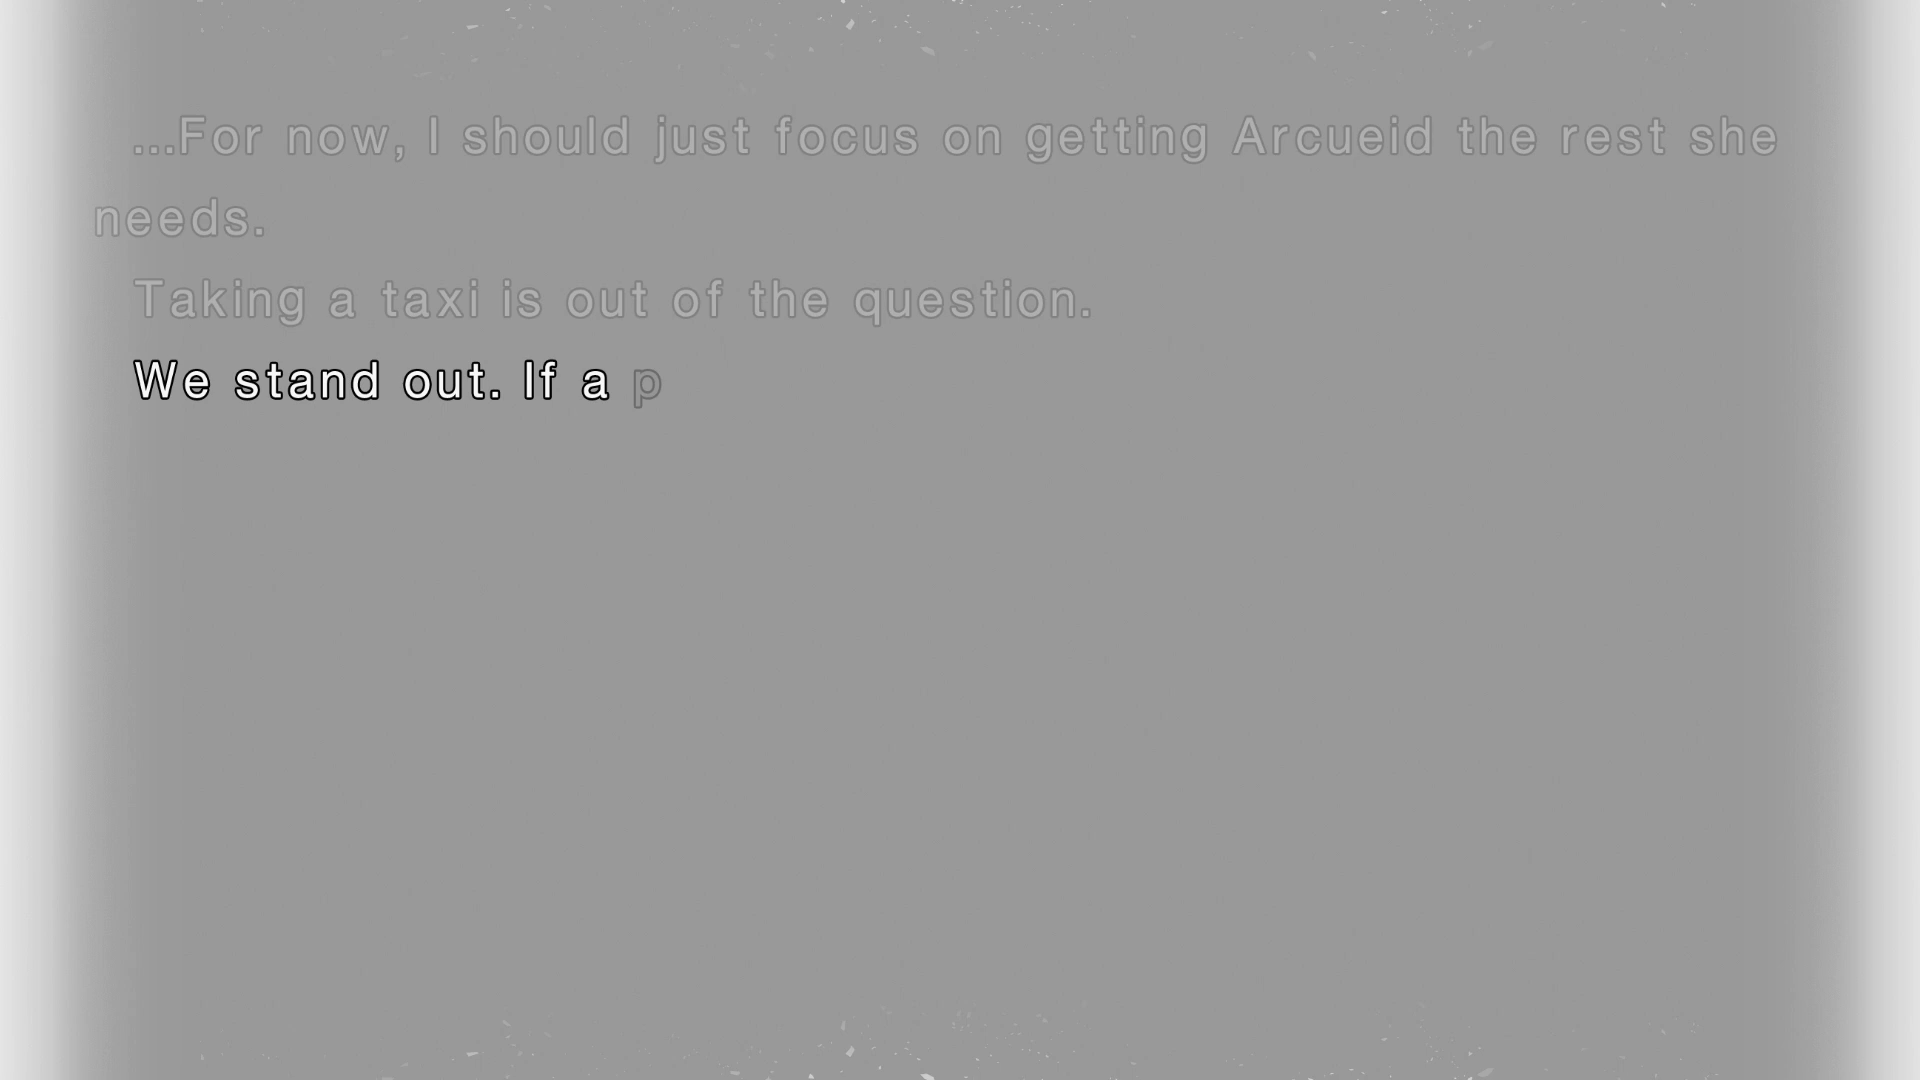 ...For now, I should just focus on getting Arcueid the rest she
needs.
Taking a taxi is out of the question.
We stand out. If a p